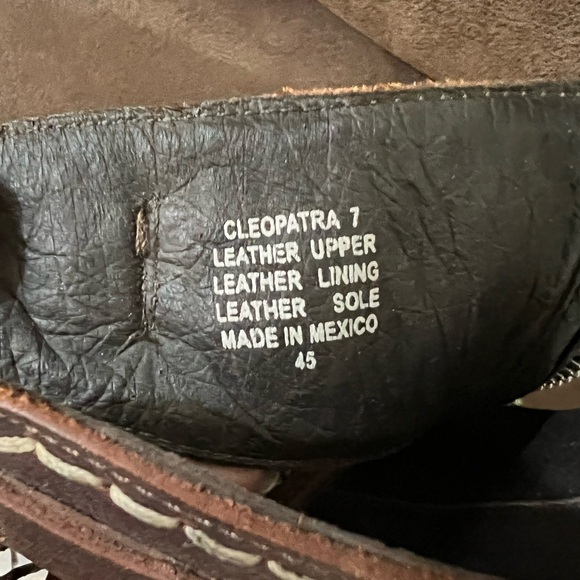 CLEOPATRA 7
LEATHER UPPER
LEATHER LINING
LEATHER SOLE
MADE IN MEXICO
45